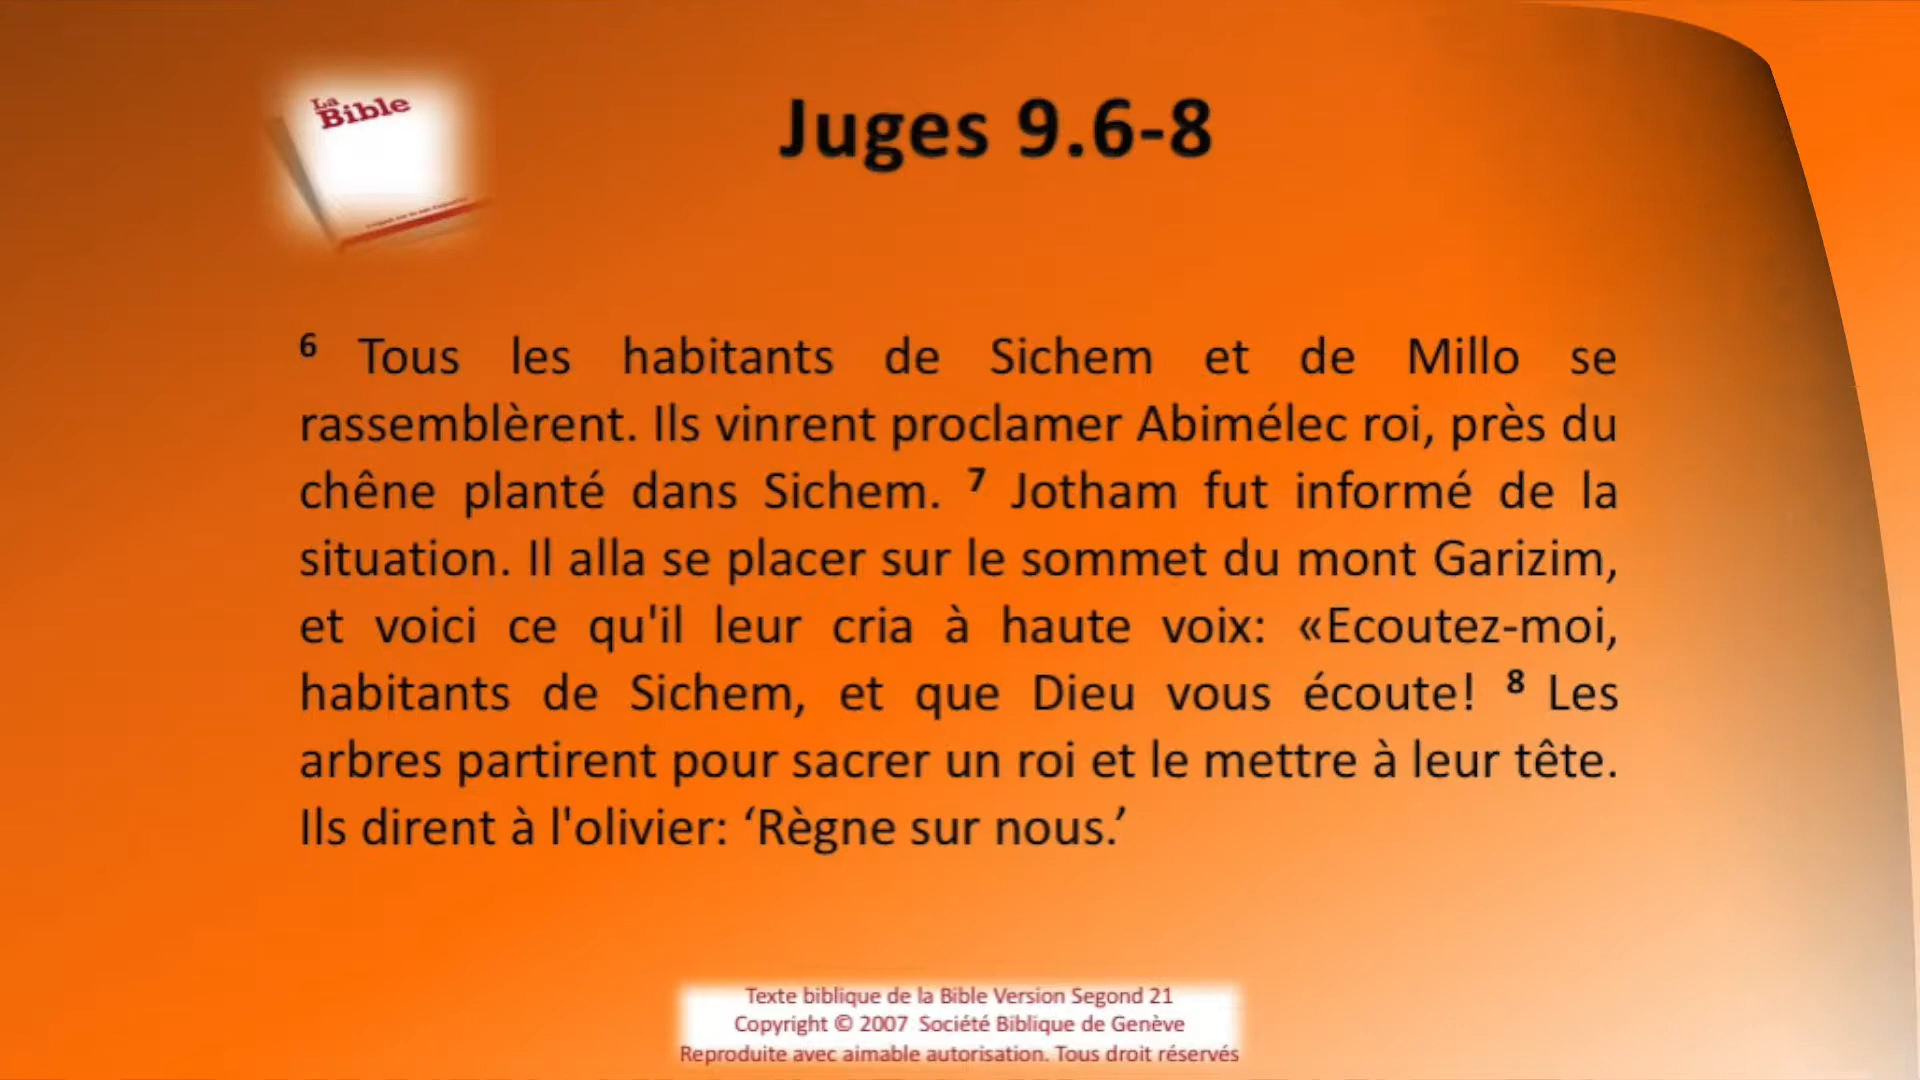 La
Bible
Juges 9.6-8
6 Tous les habitants de Sichem et de Millo se
rassemblèrent. Ils vinrent proclamer Abimélec roi, près du
chêne planté dans Sichem. 7 Jotham fut informé de la
situation. Il alla se placer sur le sommet du mont Garizim,
et voici ce qu'il leur cria à haute voix: «Ecoutez-moi,
habitants de Sichem, et que Dieu vous écoute! 8 Les
arbres partirent pour sacrer un roi et le mettre à leur tête.
Ils dirent à l'olivier: ‘Règne sur nous.’
Texte biblique de la Bible Version Segond 21
Copyright © 2007 Société Biblique de Genève
Reproduite avec aimable autorisation. Tous droit réservés